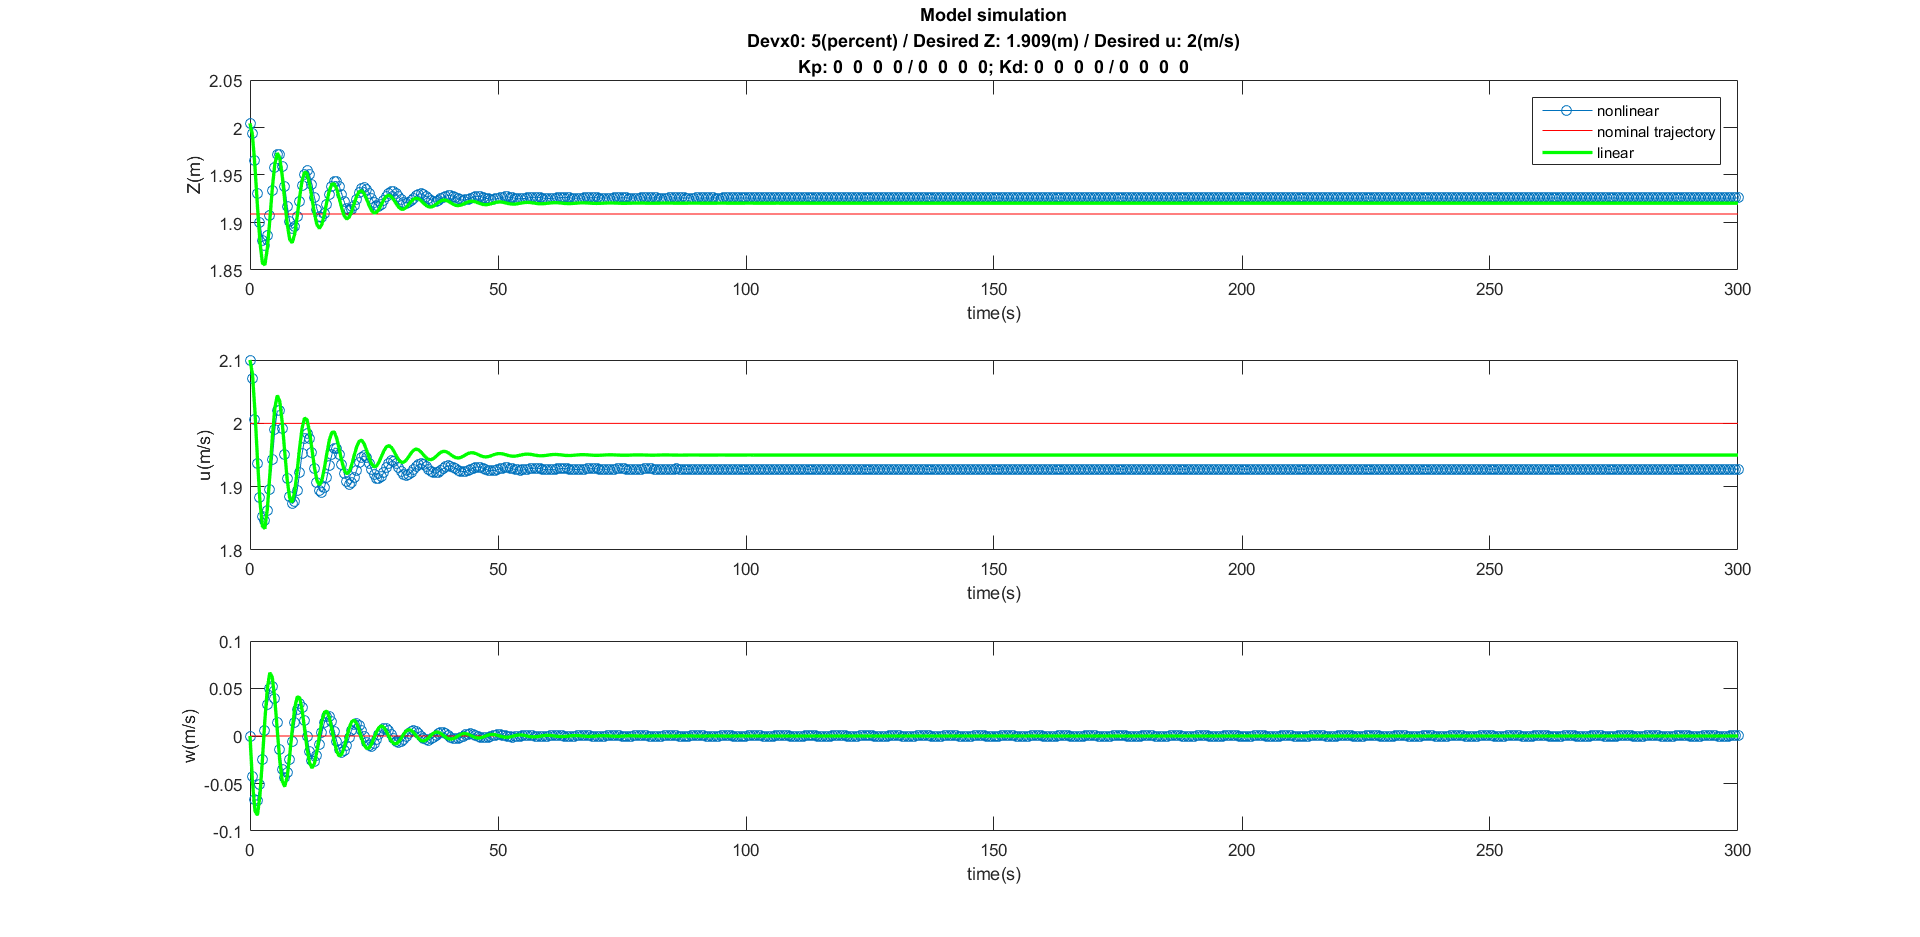 Model simulation
Devx0: 5(percent) / Desired Z: 1.909(m) / Desired u: 2(m/s)
Kp: 0 0 0 0 / 0 0 0 0; Kd: 0 0 0 0 / 0 0 0 0
2.05
2
1.95
1.9
1.85
Z(m)
nonlinear
nominal trajectory
linear
0 50 100 150 200 250 300
time(s)
2.1
2
1.9
1.8
u(m/s)
0 50 100 150 200 250 300
time(s)
0.1
0.05
0
-0.05
-0.1
w(m/s)
0 50 100 150 200 250 300
time(s)